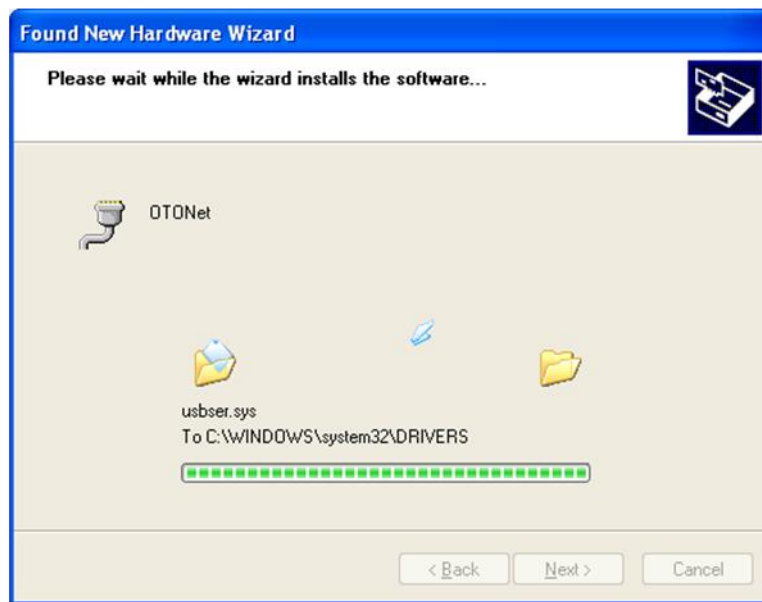 Found New Hardware Wizard
Please wait while the wizard installs the software...
OTONet
usbser.sys
To C:\WINDOWS\system32\DRIVERS
< Back Next > Cancel